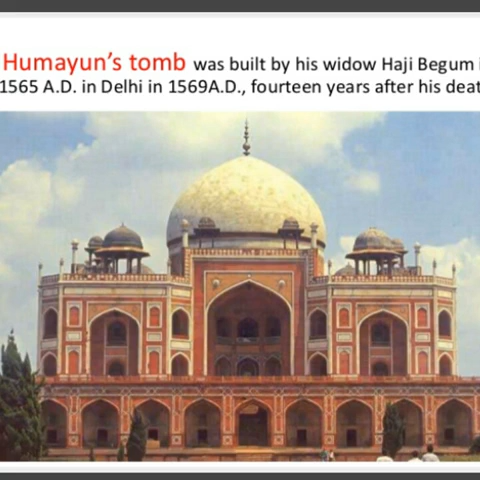 Humayun’s tomb was built by his widow Haji Begum
1565 A.D. in Delhi in 1569A.D., fourteen years after his